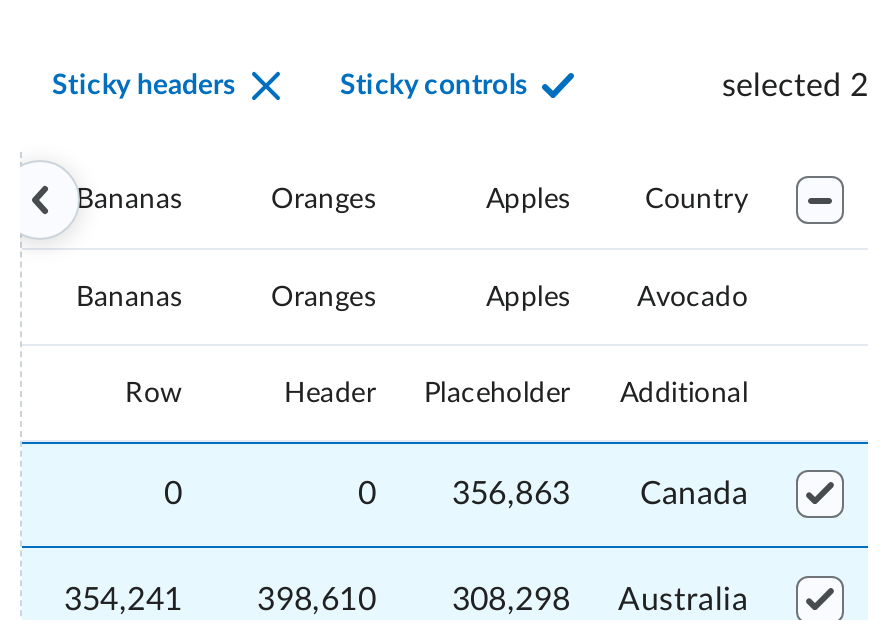 Sticky headers Sticky controls selected 2
Bananas Oranges Apples Country
Bananas Oranges Apples Avocado
Row Header Placeholder Additional
0 0 356,863 Canada
354,241 398,610 308,298 Australia